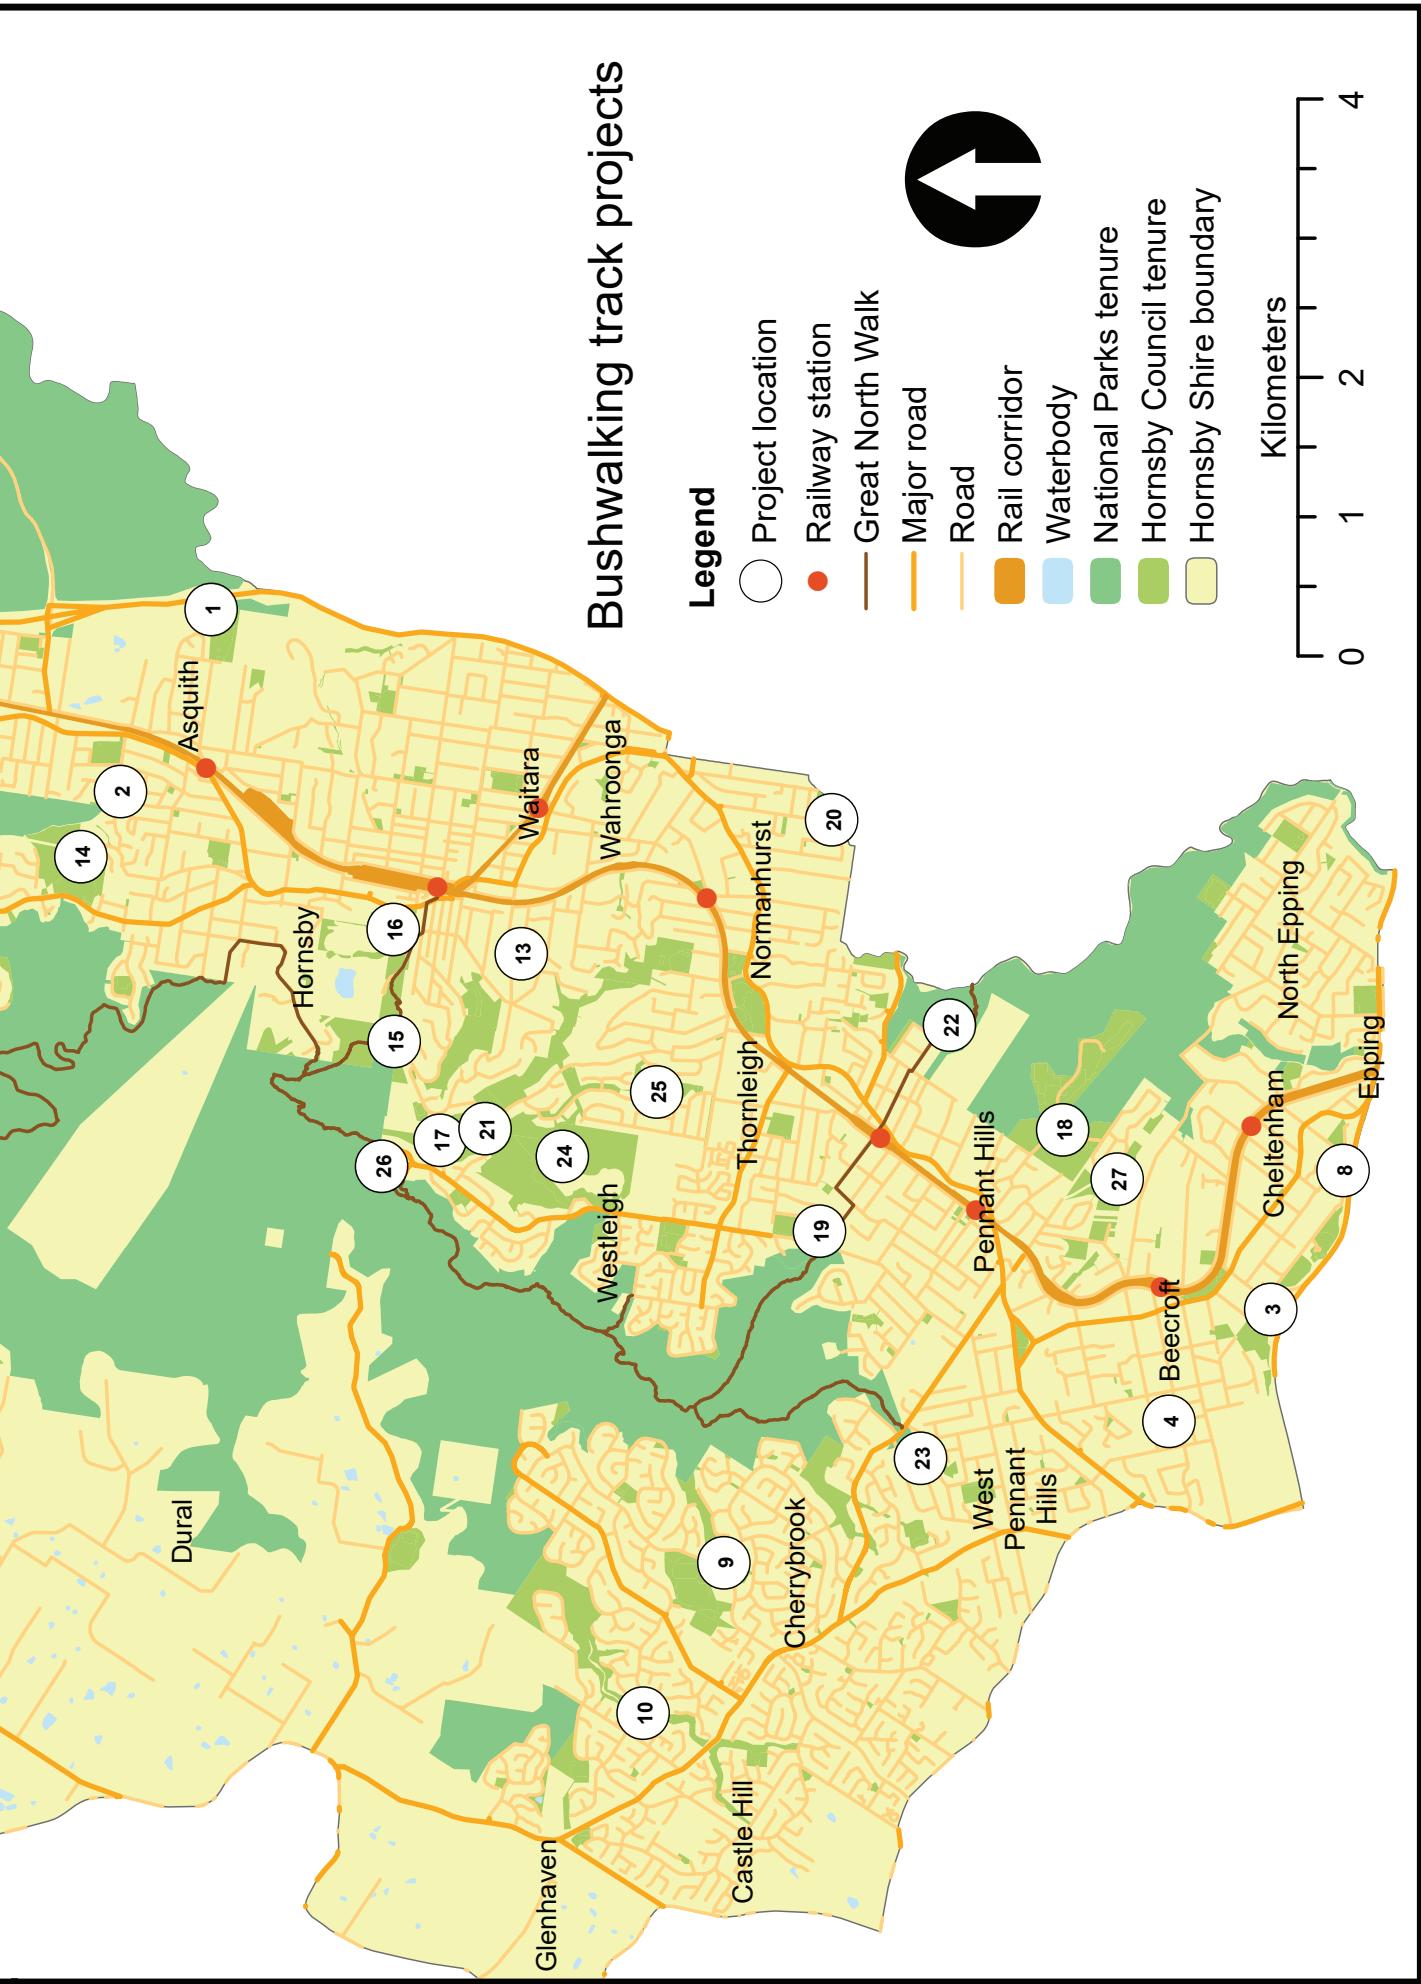 Bushwalking track projects
Legend
Project location
Railway station
Great North Walk
Major road
Road
Rail corridor
Waterbody
National Parks tenure
Hornsby Council tenure
Hornsby Shire boundary
Kilometers
0
1
2
4
Dural
Glenhaven
Castle Hill
Cherrybrook
West
Pennant
Hills
Hornsby
Asquith
Waitara
Wahroonga
Normanhurst
Thornleigh
Westleigh
Pennant Hills
Beecroft
Cheltenham
North Epping
Epping
1
2
14
16
13
15
17
21
26
24
25
20
22
19
18
27
8
3
4
23
9
10